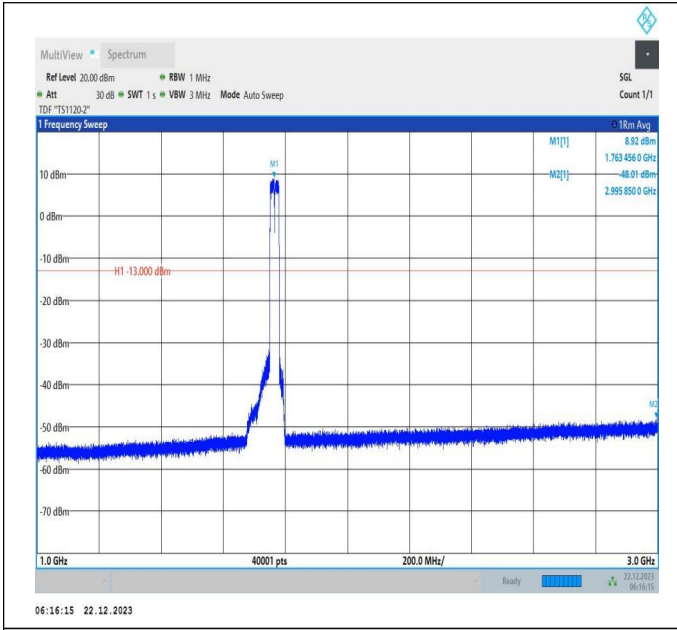 R S
MultiView Spectrum
Ref Level 20.00 dBm RBW 1 MHz SGL
Att 30 dB SWT 1 s VBW 3 MHz Mode Auto Sweep Count 1/1
TDF "TS1120-2"
1 Frequency Sweep 1Rm Avg
M1[1] 8.92 dBm
1.763 456 0 GHz
M2[1] -48.01 dBm
2.995 850 0 GHz
M1
10 dBm
0 dBm
-10 dBm
H1 -13.000 dBm
-20 dBm
-30 dBm
-40 dBm
M2
-50 dBm
-60 dBm
-70 dBm
1.0 GHz 40001 pts 200.0 MHz/ 3.0 GHz
Ready 22.12.2023
06:16:15
06:16:15 22.12.2023